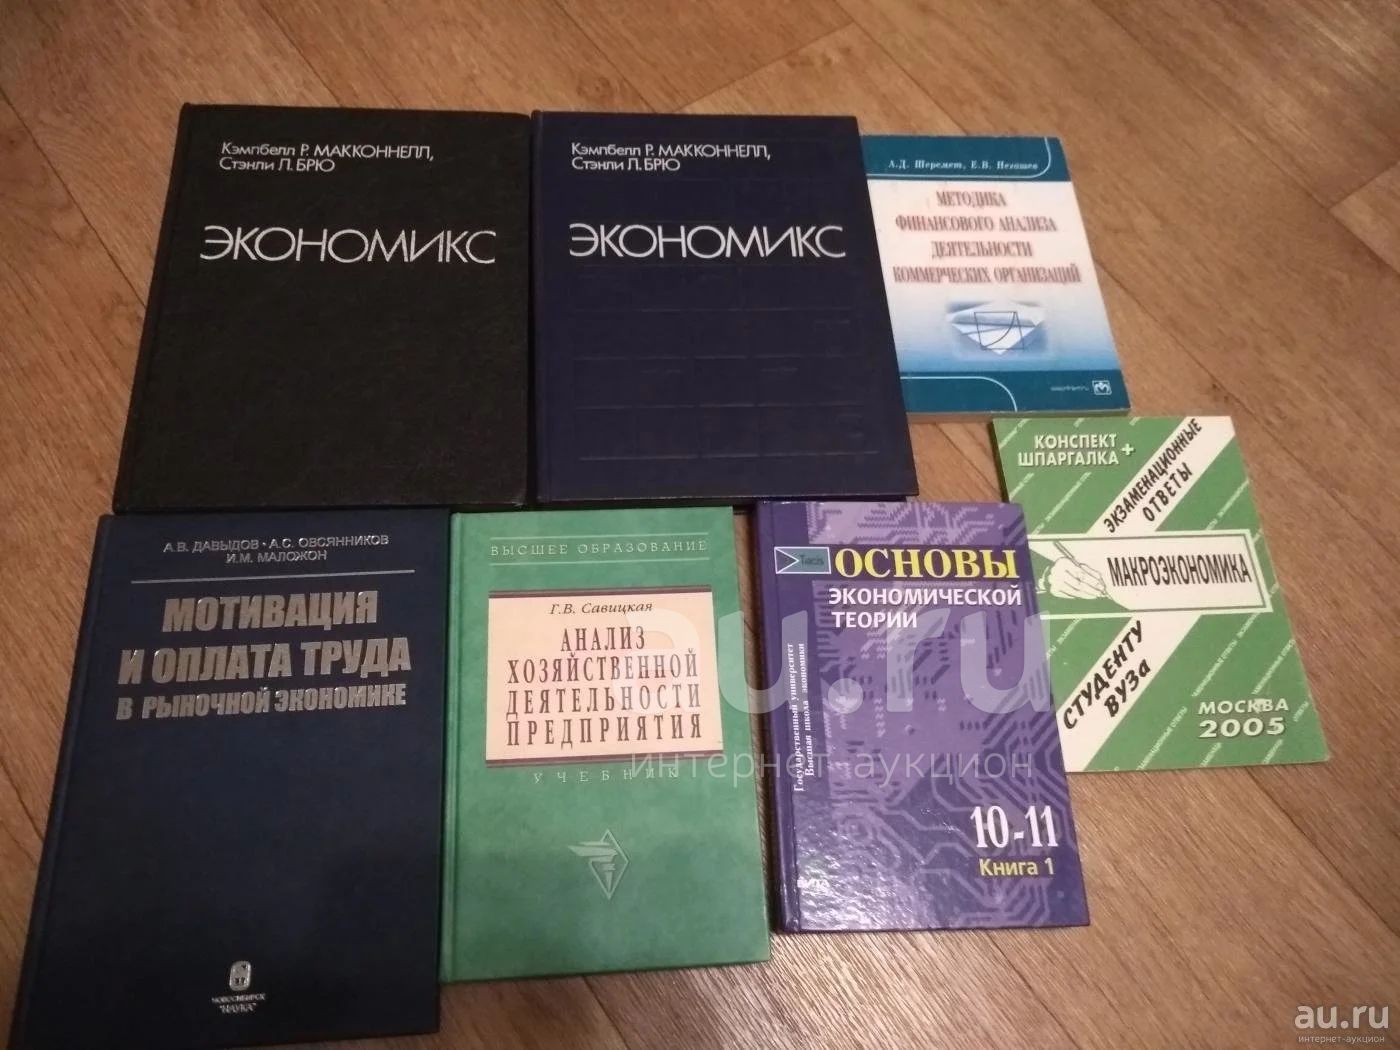 Кэмпбелл Р. МАККОННЕЛЛ,
Стэнли Л. БРЮ
ЭКОНОМИКС
Кэмпбелл Р. МАККОННЕЛЛ,
Стэнли Л. БРЮ
ЭКОНОМИКС
А.Д. Шеремет, Е.В. Негашев
МЕТОДИКА
ФИНАНСОВОГО АНАЛИЗА
ДЕЯТЕЛЬНОСТИ
КОММЕРЧЕСКИХ ОРГАНИЗАЦИЙ
КОНСПЕКТ
ШПАРГАЛКА +
ЭКЗАМЕНАЦИОННЫЕ
ОТВЕТЫ
МАКРОЭКОНОМИКА
СТУДЕНТУ
ВУЗа
МОСКВА
2005
А.В. ДАВЫДОВ · А.С. ОВСЯННИКОВ
И.М. МАЛОЖОН
МОТИВАЦИЯ
И ОПЛАТА ТРУДА
В РЫНОЧНОЙ ЭКОНОМИКЕ
НОВОСИБИРСК
"НАУКА"
ВЫСШЕЕ ОБРАЗОВАНИЕ
Г.В. Савицкая
АНАЛИЗ
ХОЗЯЙСТВЕННОЙ
ДЕЯТЕЛЬНОСТИ
ПРЕДПРИЯТИЯ
УЧЕБНИК
Tacis
ОСНОВЫ
ЭКОНОМИЧЕСКОЙ
ТЕОРИИ
Государственный университет
Высшая школа экономики
10-11
Книга 1
au.ru
интернет-аукцион
au.ru
интернет-аукцион